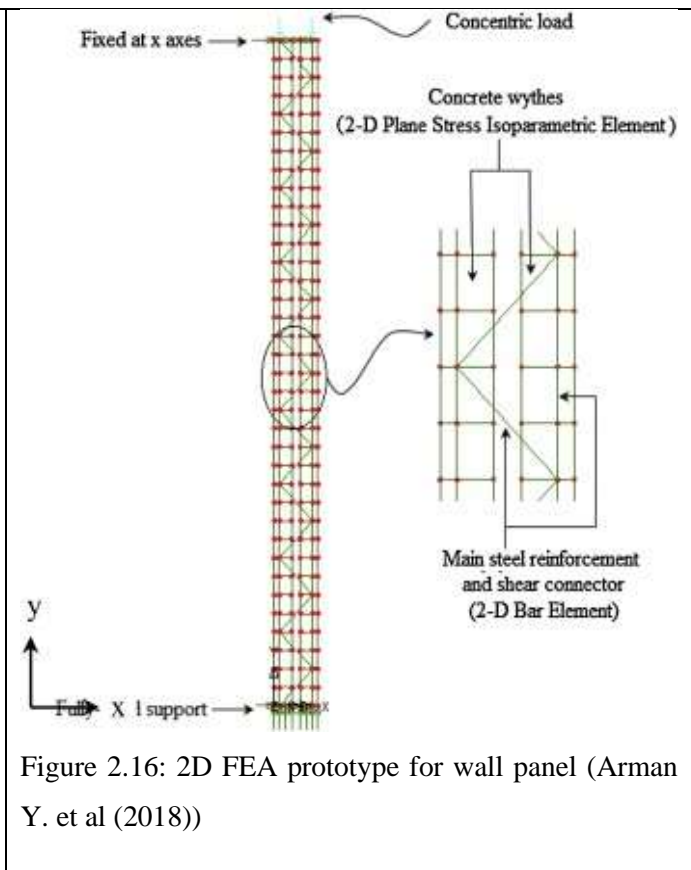 Concentric load
Fixed at x axes
Concrete wythes
(2-D Plane Stress Isoparametric Element)
Main steel reinforcement
and shear connector
(2-D Bar Element)
y
X
l support
x
Figure 2.16: 2D FEA prototype for wall panel (Arman
Y. et al (2018))